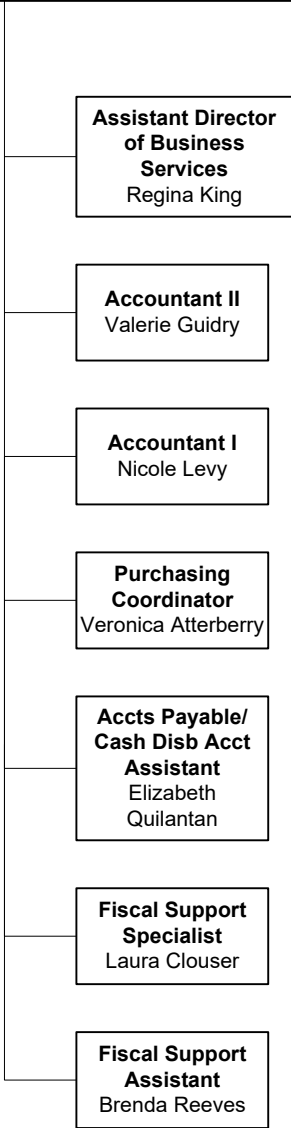 Assistant Director
of Business
Services
Regina King
Accountant II
Valerie Guidry
Accountant I
Nicole Levy
Purchasing
Coordinator
Veronica Atterberry
Accts Payable/
Cash Disb Acct
Assistant
Elizabeth
Quilantan
Fiscal Support
Specialist
Laura Clouser
Fiscal Support
Assistant
Brenda Reeves